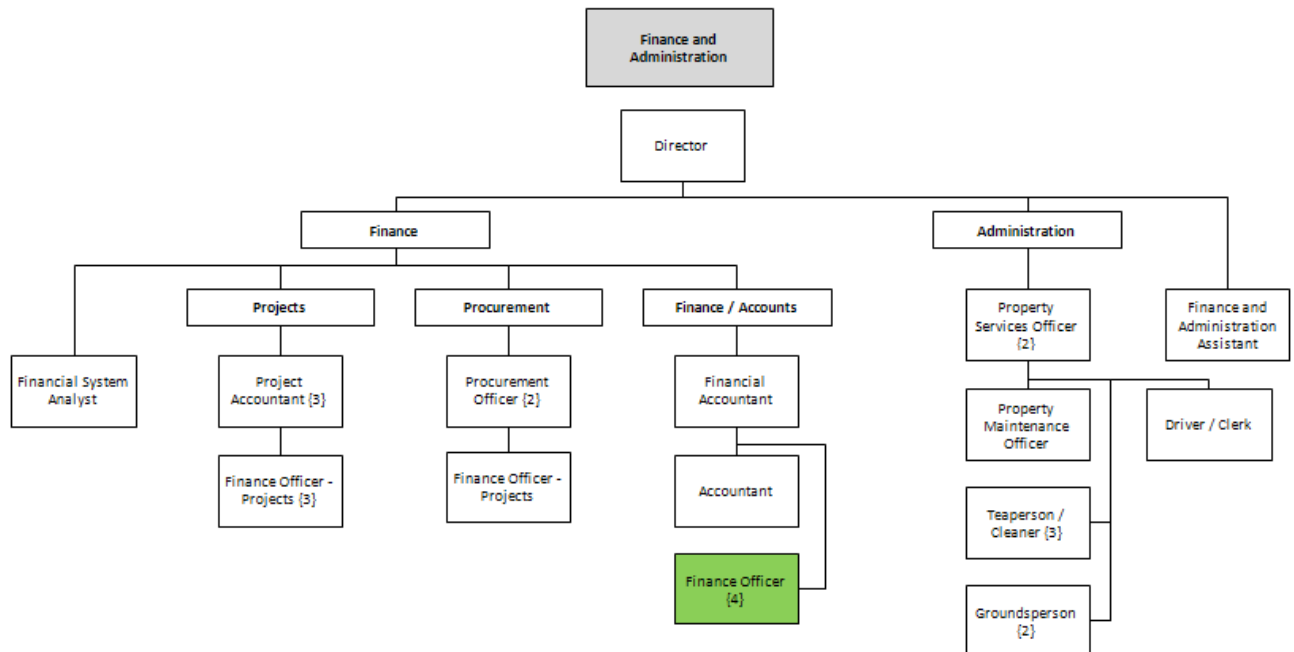 Finance and
Administration
Director
Finance
Administration
Projects
Procurement
Finance / Accounts
Property
Services Officer
{2}
Finance and
Administration
Assistant
Financial System
Analyst
Project
Accountant {3}
Procurement
Officer {2}
Financial
Accountant
Property
Maintenance
Officer
Driver / Clerk
Finance Officer -
Projects {3}
Finance Officer -
Projects
Accountant
Teaperson /
Cleaner {3}
Finance Officer
{4}
Groundsperson
{2}